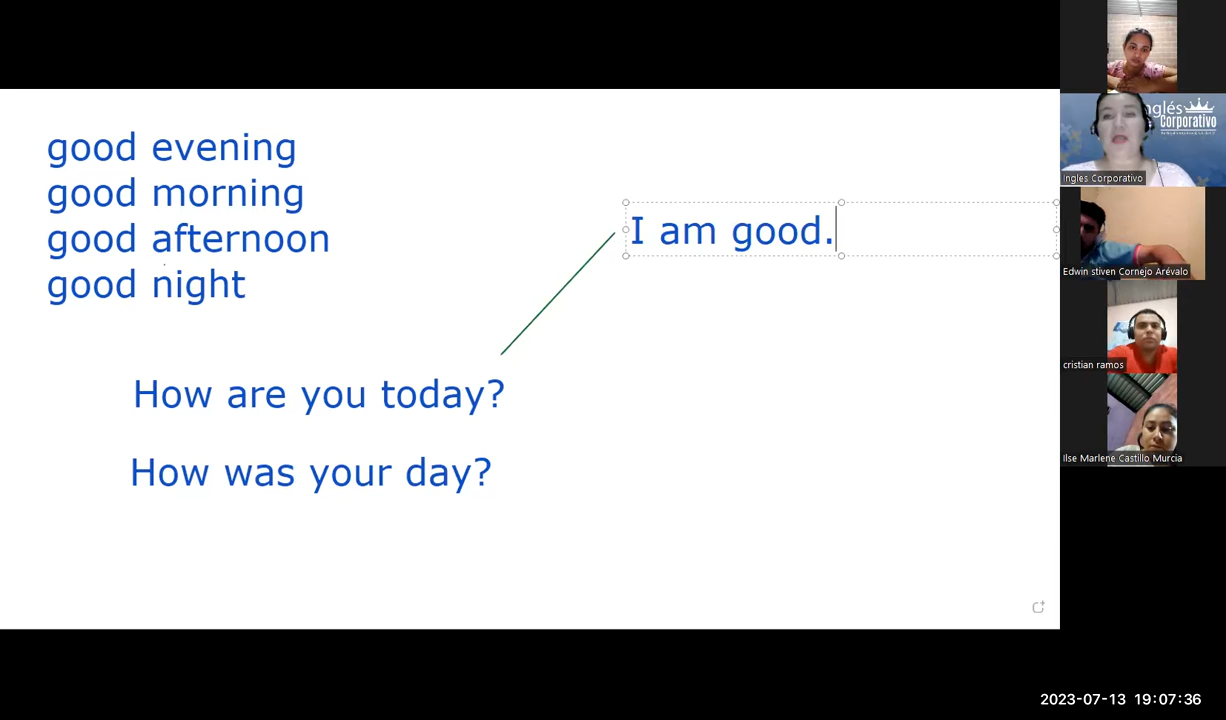 good evening
good morning
good afternoon
good night
I am good.
How are you today?
How was your day?
nglés
Corporativo
Ingles Corporativo
Edwin stiven Cornejo Arévalo
cristian ramos
Ilse Marlene Castillo Murcia
2023-07-13 19:07:36